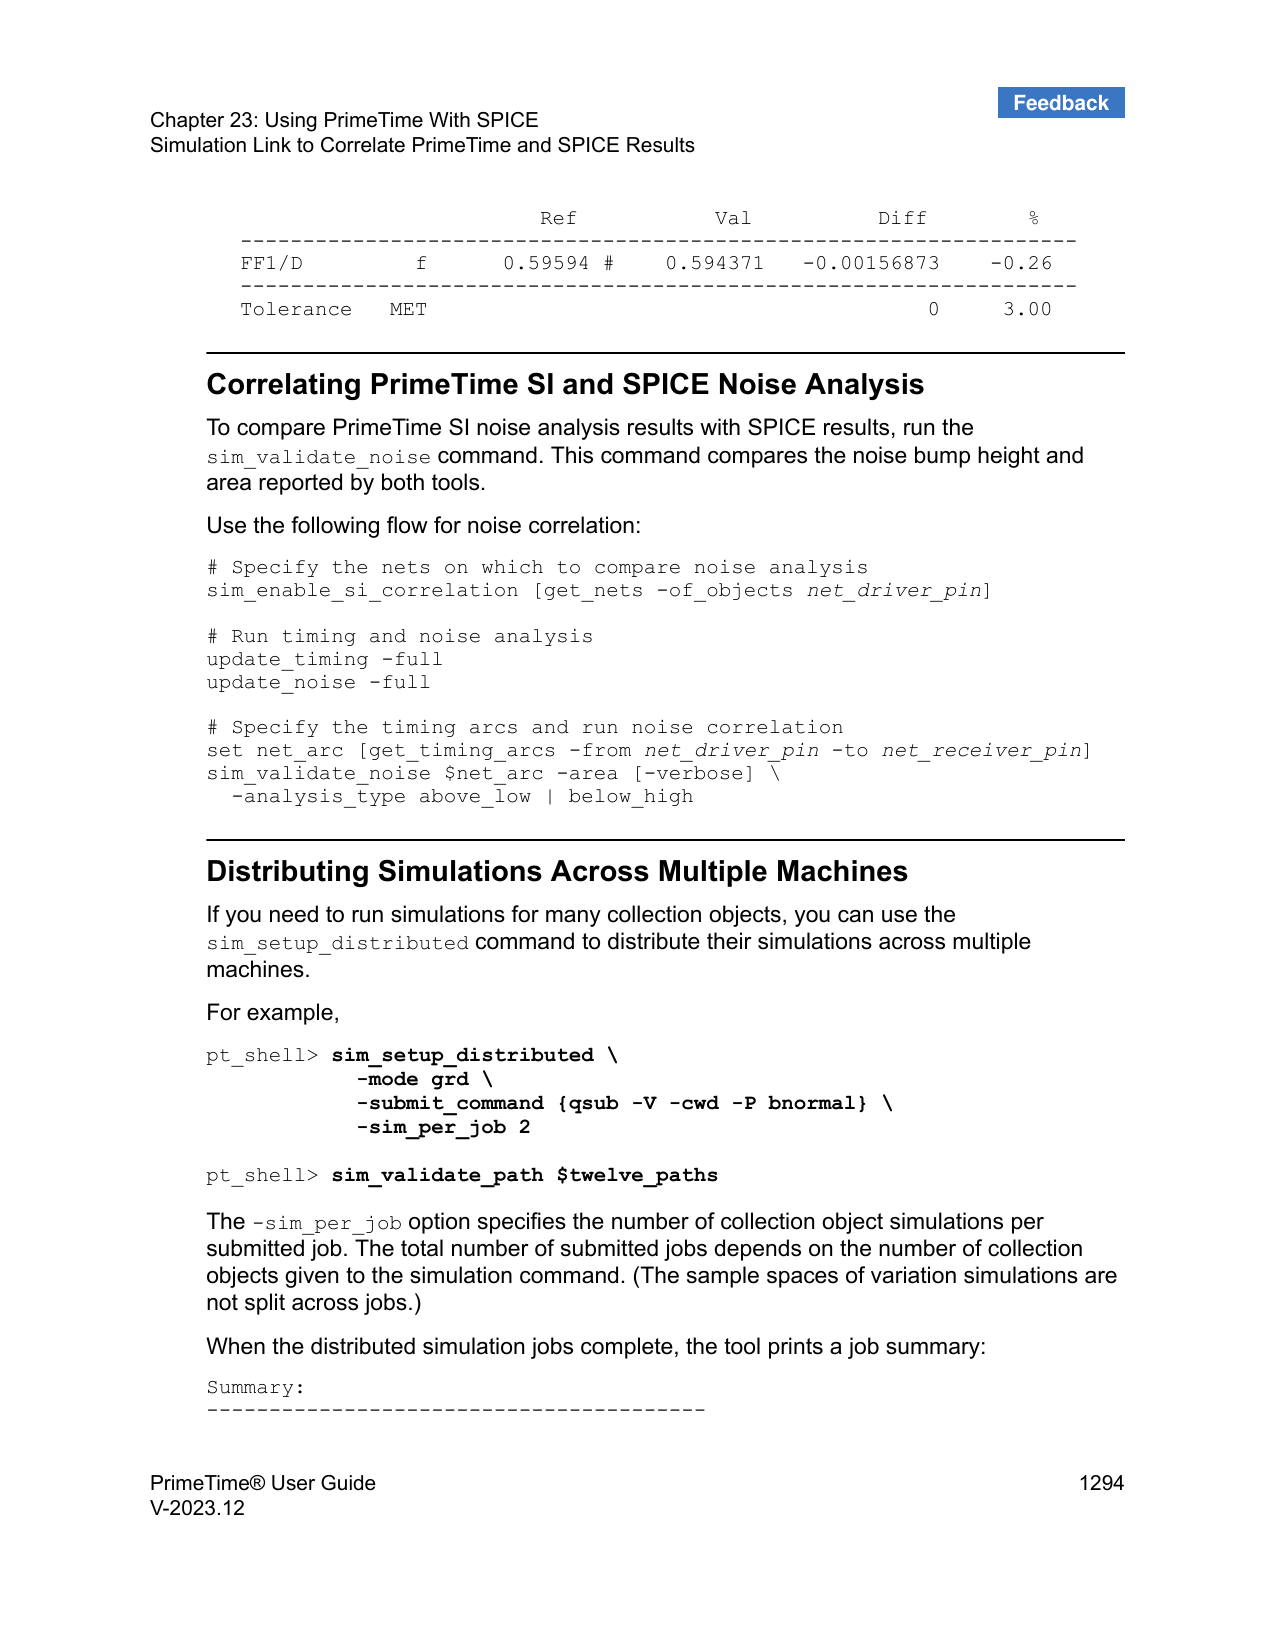 Feedback
Chapter 23: Using PrimeTime With SPICE
Simulation Link to Correlate PrimeTime and SPICE Results
Ref Val Diff %
-------------------------------------------------------------------
FF1/D f 0.59594 # 0.594371 -0.00156873 -0.26
-------------------------------------------------------------------
Tolerance MET 0 3.00
Correlating PrimeTime SI and SPICE Noise Analysis
To compare PrimeTime SI noise analysis results with SPICE results, run the
sim_validate_noise command. This command compares the noise bump height and
area reported by both tools.
Use the following flow for noise correlation:
# Specify the nets on which to compare noise analysis
sim_enable_si_correlation [get_nets -of_objects net_driver_pin]
# Run timing and noise analysis
update_timing -full
update_noise -full
# Specify the timing arcs and run noise correlation
set net_arc [get_timing_arcs -from net_driver_pin -to net_receiver_pin]
sim_validate_noise $net_arc -area [-verbose] \
-analysis_type above_low | below_high
Distributing Simulations Across Multiple Machines
If you need to run simulations for many collection objects, you can use the
sim_setup_distributed command to distribute their simulations across multiple
machines.
For example,
pt_shell> sim_setup_distributed \
-mode grd \
-submit_command {qsub -V -cwd -P bnormal} \
-sim_per_job 2
pt_shell> sim_validate_path $twelve_paths
The -sim_per_job option specifies the number of collection object simulations per
submitted job. The total number of submitted jobs depends on the number of collection
objects given to the simulation command. (The sample spaces of variation simulations are
not split across jobs.)
When the distributed simulation jobs complete, the tool prints a job summary:
Summary:
----------------------------------------
PrimeTime® User Guide 1294
V-2023.12